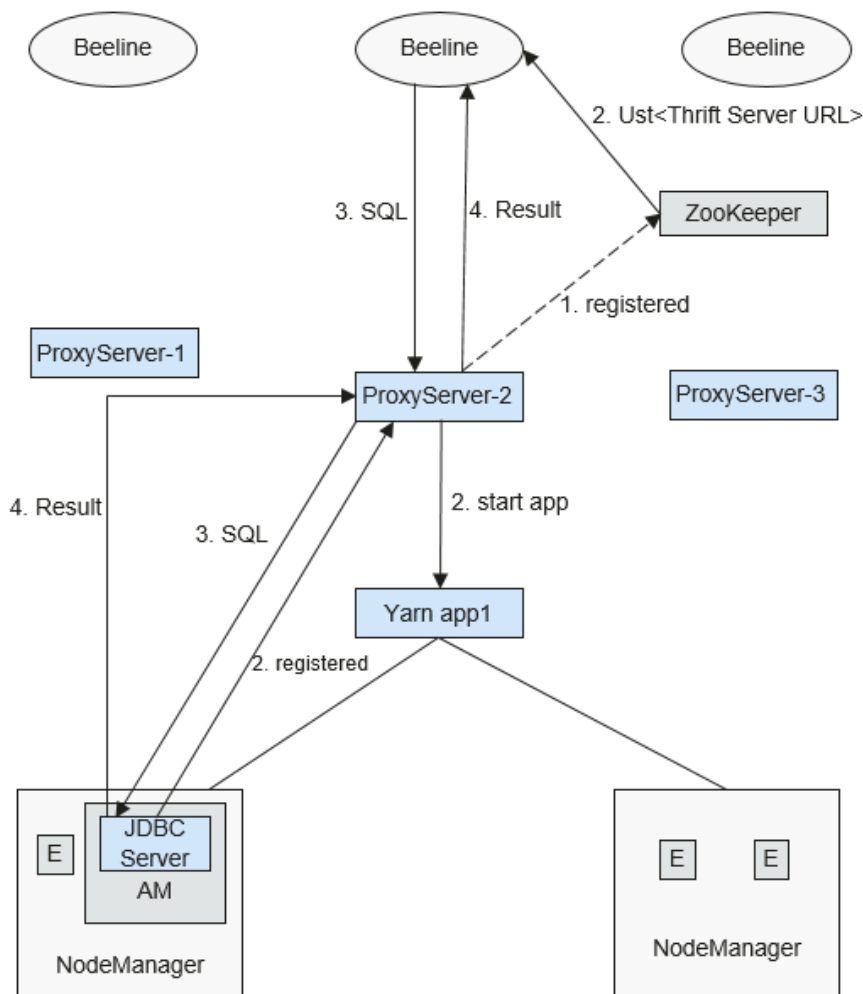 Beeline
Beeline
Beeline
2. Ust<Thrift Server URL>
3. SQL
4. Result
ZooKeeper
1. registered
ProxyServer-1
ProxyServer-2
ProxyServer-3
4. Result
3. SQL
2. start app
Yarn app1
2. registered
JDBC
Server
E
AM
NodeManager
E
E
NodeManager